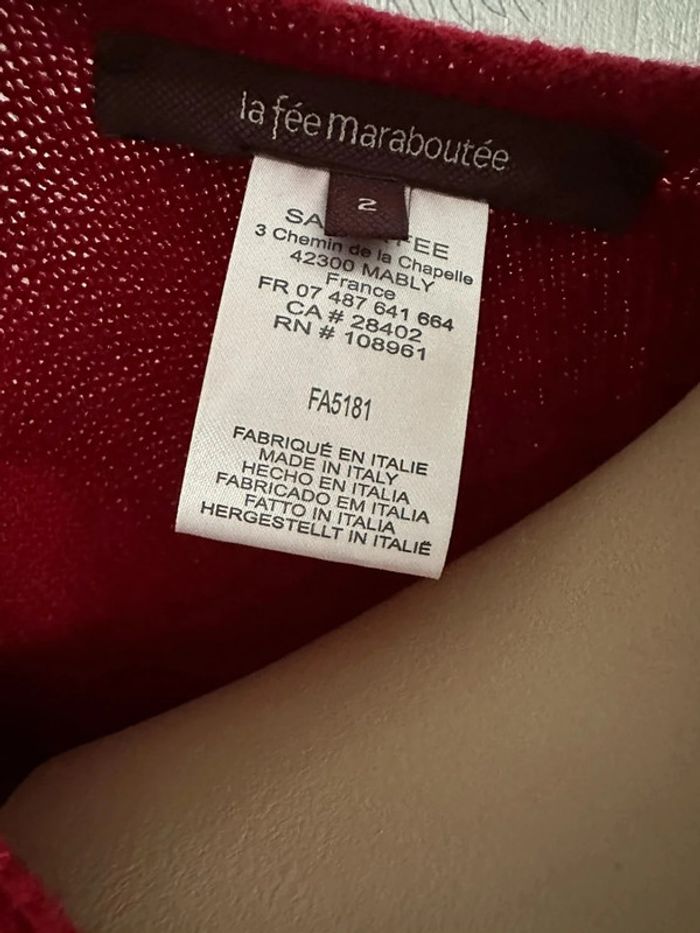 la fée maraboutée
2
3 Chemin de la Chapelle
42300 MABLY
France
FR 07 487 641 664
CA # 28402
RN # 108961
FA5181
FABRIQUÉ EN ITALIE
MADE IN ITALY
HECHO EN ITALIA
FABRICADO EM ITALIA
FATTO IN ITALIA
HERGESTELLT IN ITALIË